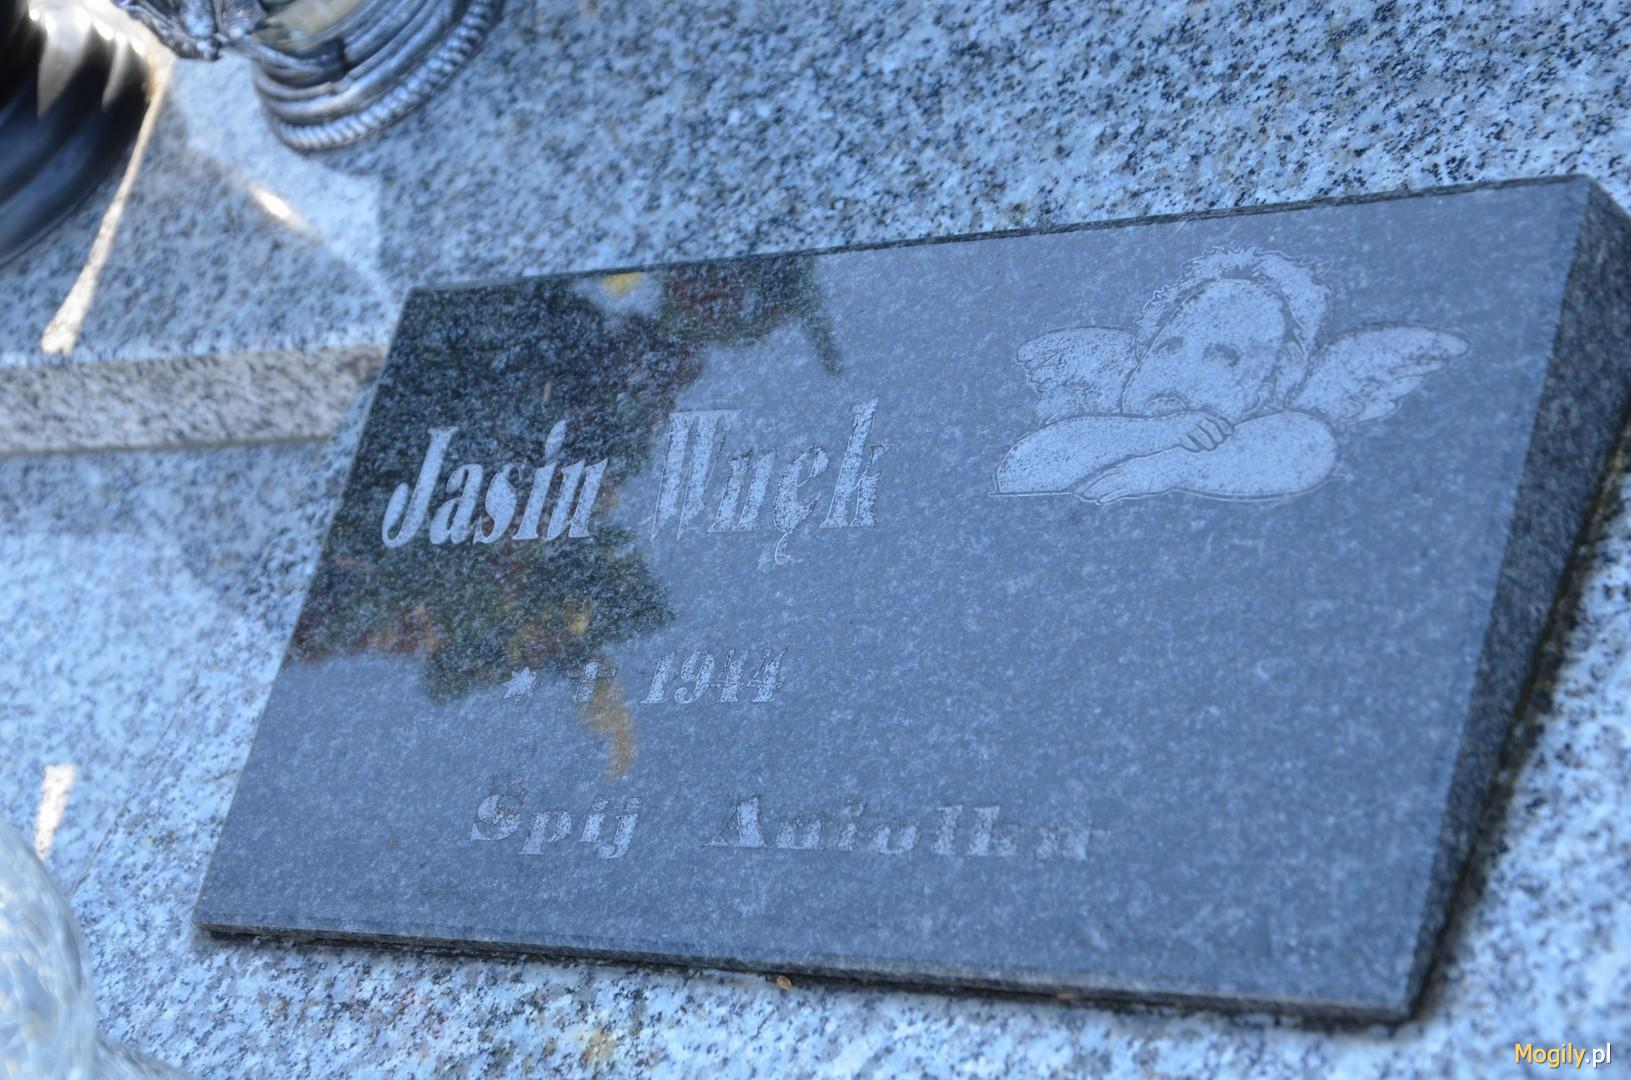 Jasiu Wnęk
* + 1944
Śpij Aniołku
Mogily.pl